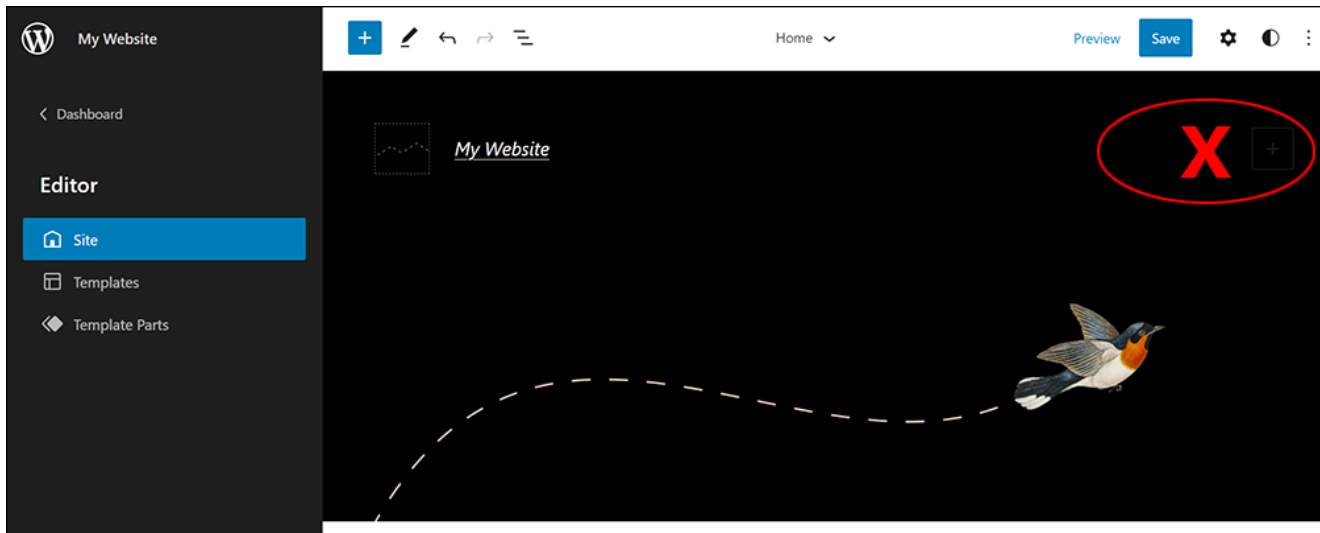 My Website
Home
Preview
Save
Dashboard
My Website
X
Editor
Site
Templates
Template Parts